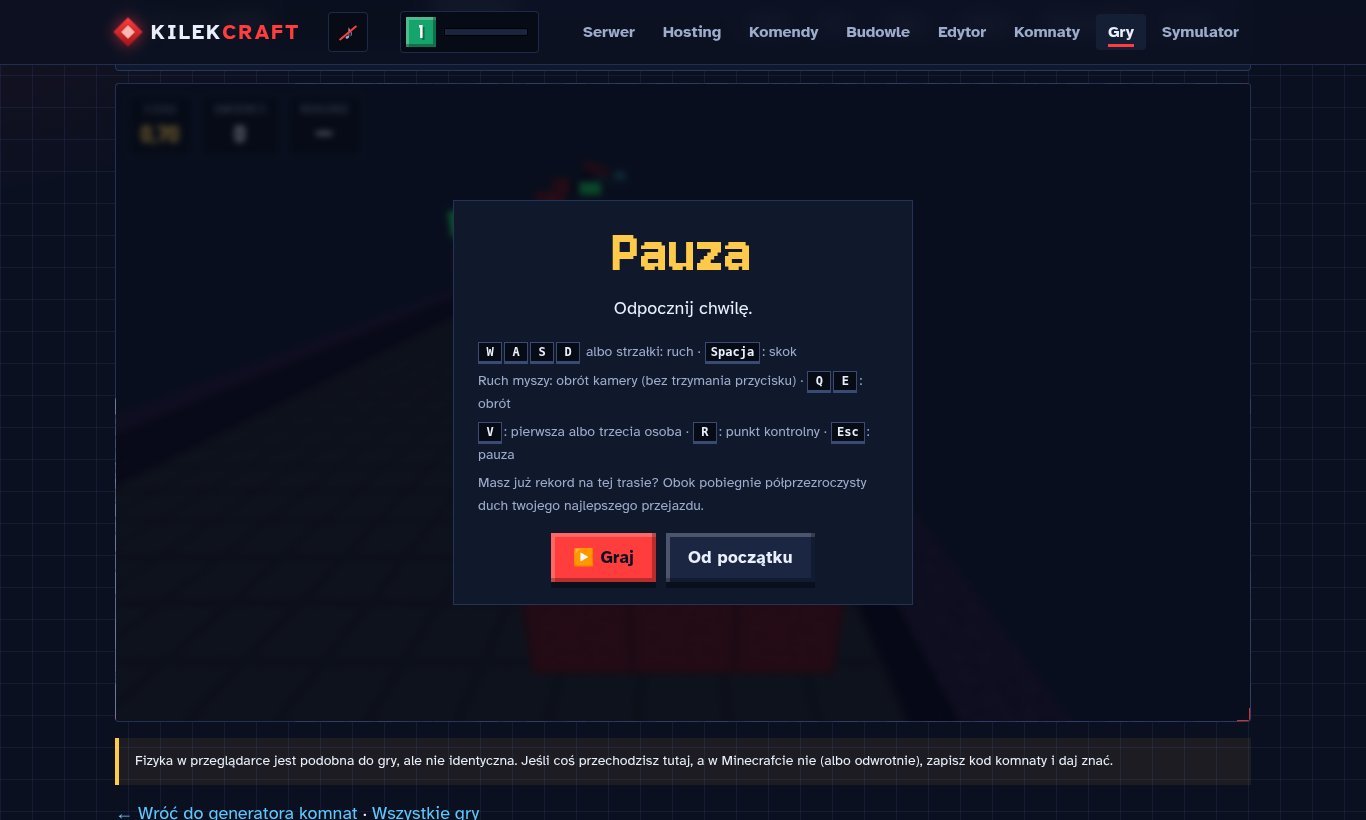 KILEKCRAFT
1
Serwer Hosting Komendy Budowle Edytor Komnaty Gry Symulator
0,70 0 —
Pauza
Odpocznij chwilę.
W A S D albo strzałki: ruch · Spacja: skok
Ruch myszy: obrót kamery (bez trzymania przycisku) · Q E:
obrót
V: pierwsza albo trzecia osoba · R: punkt kontrolny · Esc:
pauza
Masz już rekord na tej trasie? Obok pobiegnie półprzezroczysty
duch twojego najlepszego przejazdu.
▶️ Graj Od początku
Fizyka w przeglądarce jest podobna do gry, ale nie identyczna. Jeśli coś przechodzisz tutaj, a w Minecrafcie nie (albo odwrotnie), zapisz kod komnaty i daj znać.
← Wróć do generatora komnat · Wszystkie gry